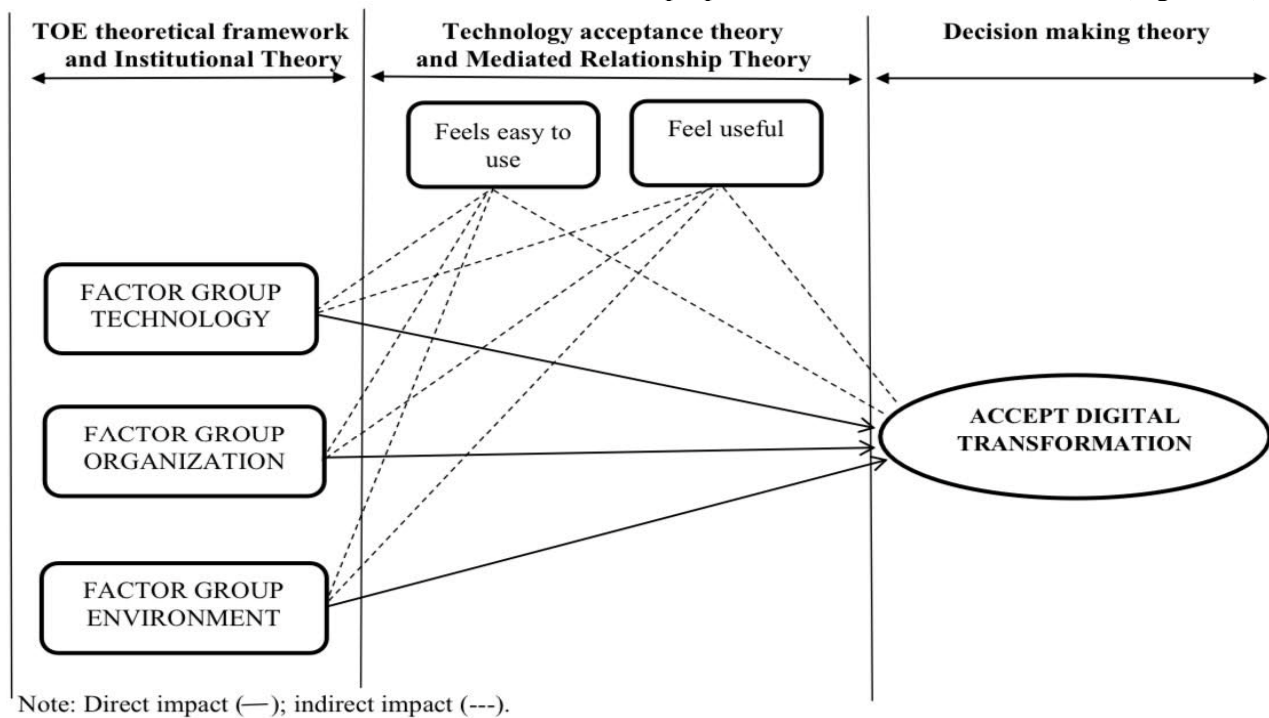 TOE theoretical framework
and Institutional Theory
Technology acceptance theory
and Mediated Relationship Theory
Decision making theory
Feels easy to
use
Feel useful
FACTOR GROUP
TECHNOLOGY
FACTOR GROUP
ORGANIZATION
FACTOR GROUP
ENVIRONMENT
ACCEPT DIGITAL
TRANSFORMATION
Note: Direct impact (—); indirect impact (---).